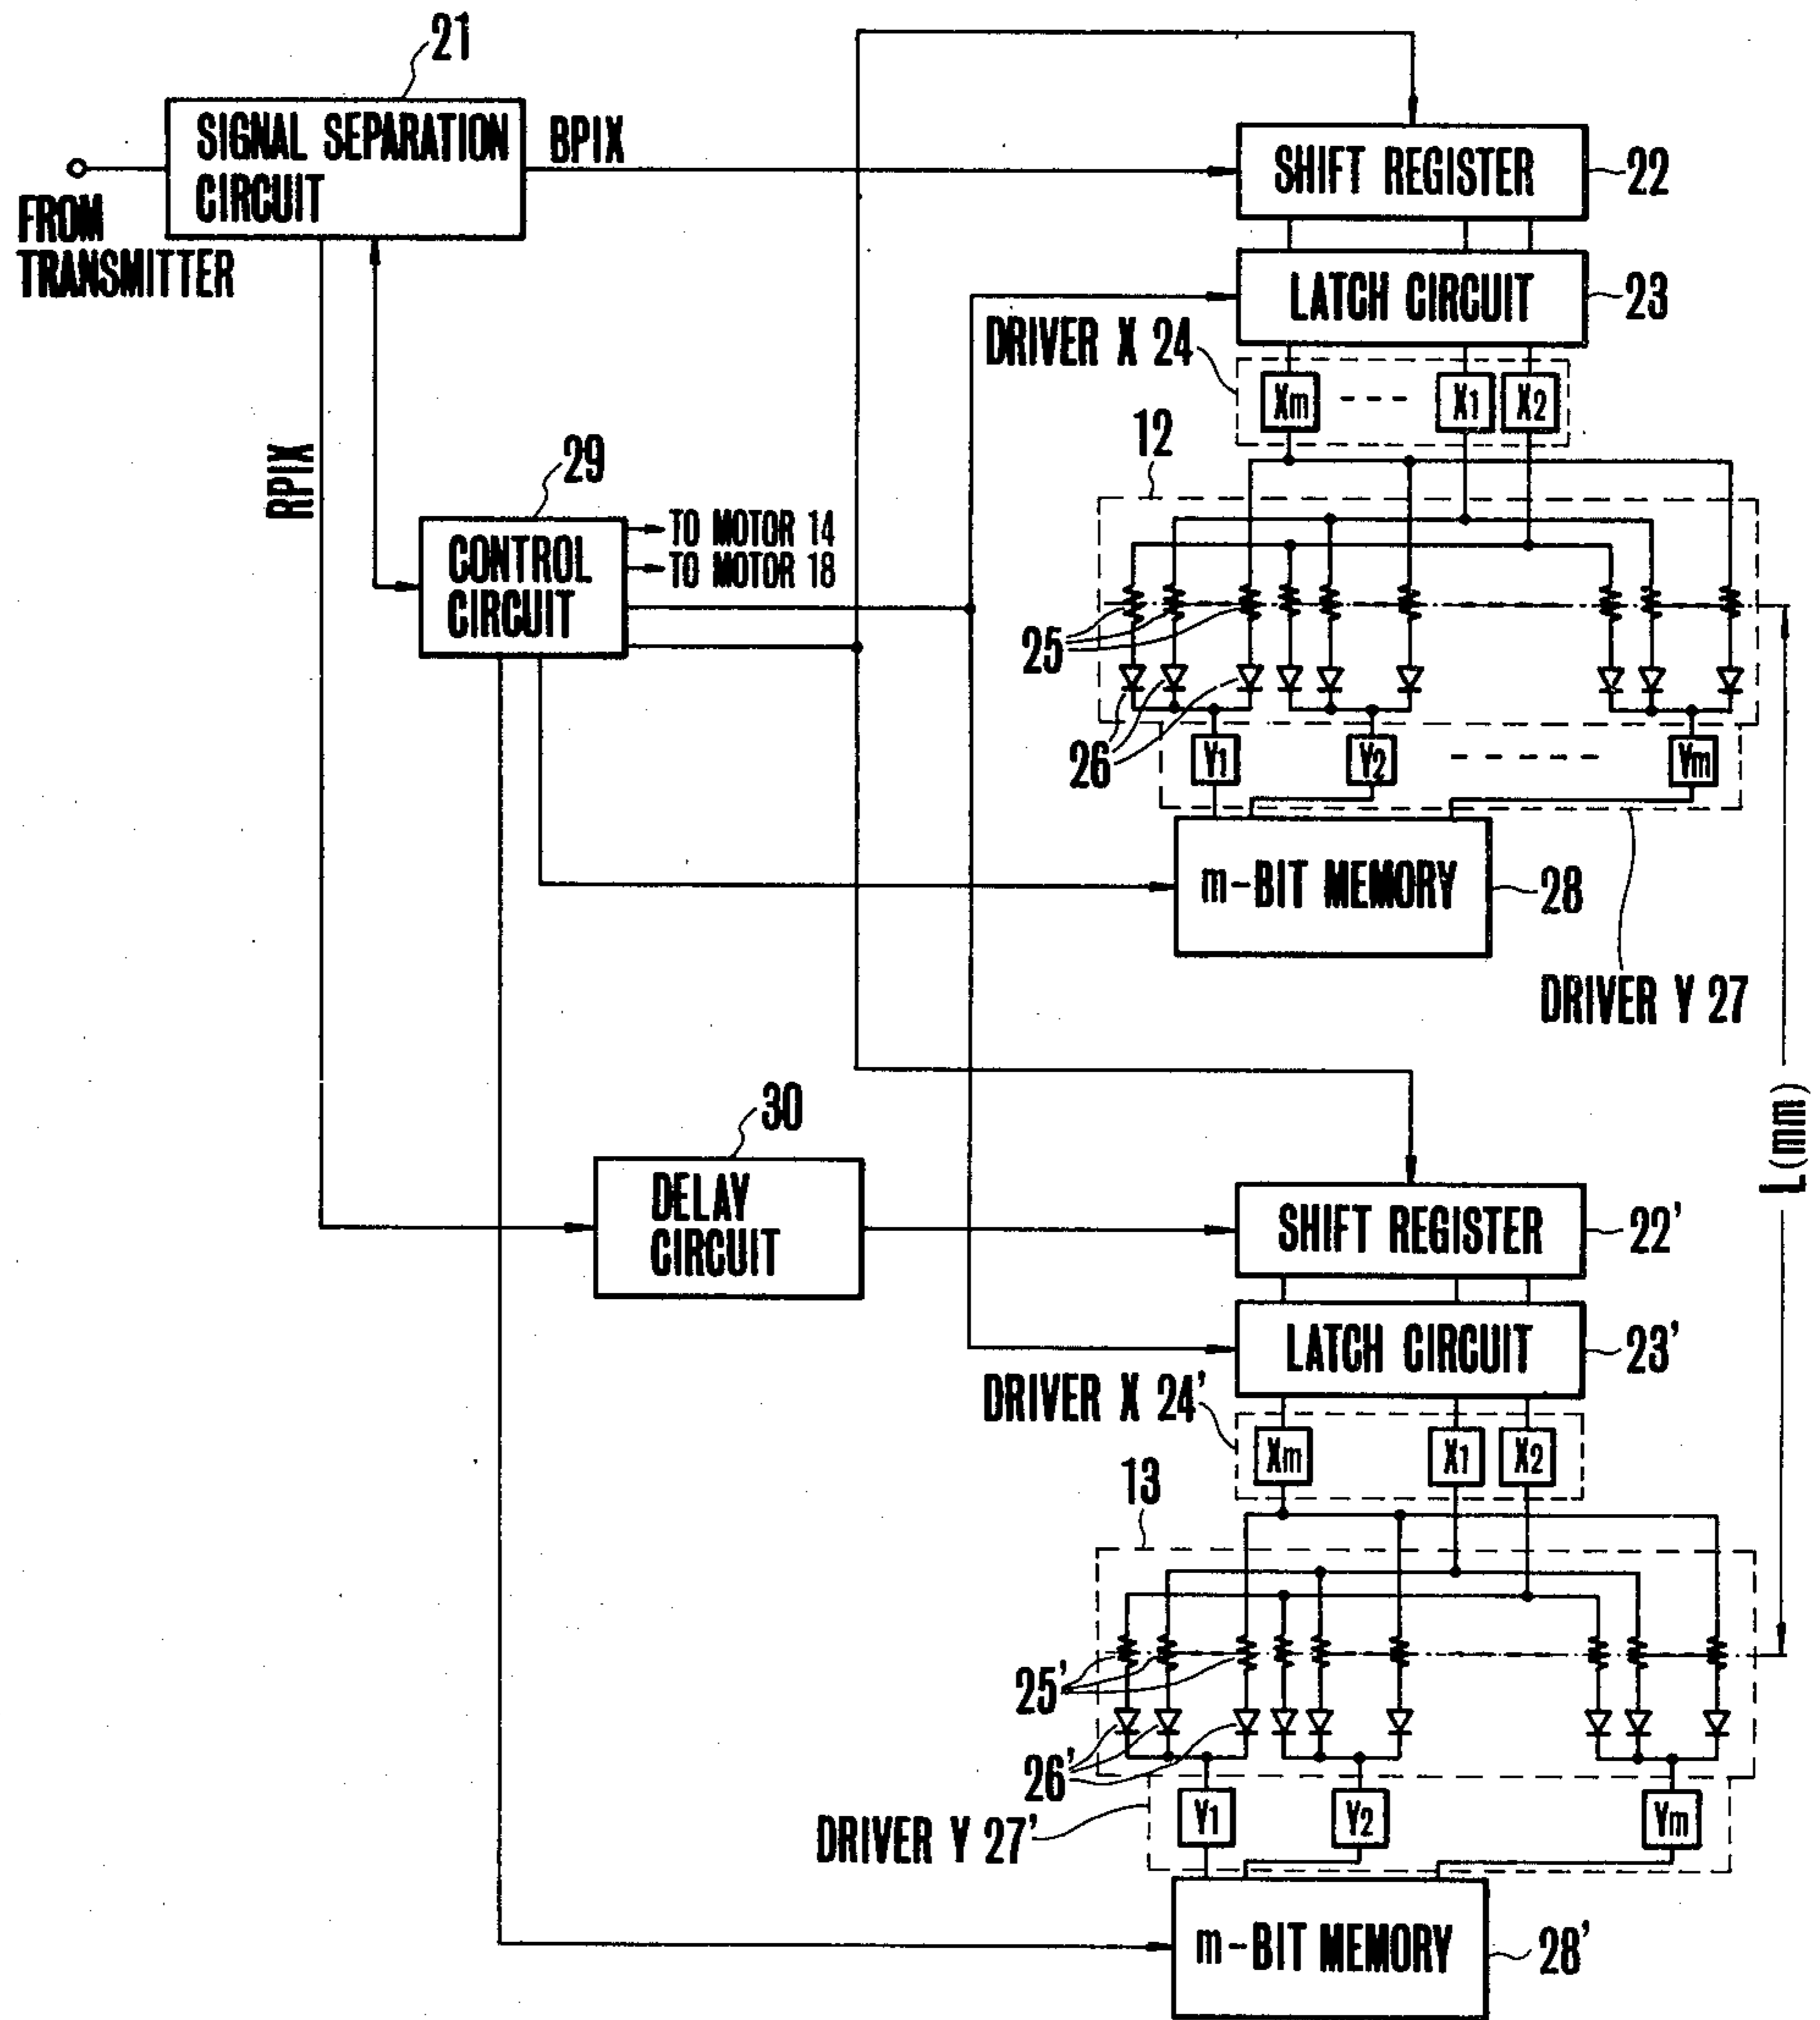 21
SIGNAL SEPARATION
CIRCUIT
BPIX
FROM
TRANSMITTER
SHIFT REGISTER
22
LATCH CIRCUIT
23
DRIVER X 24
Xm
X1
X2
12
RPIX
29
CONTROL
CIRCUIT
TO MOTOR 14
TO MOTOR 18
25
26
Y1
Y2
Ym
m-BIT MEMORY
28
DRIVER Y 27
L(mm)
30
DELAY
CIRCUIT
SHIFT REGISTER
22'
LATCH CIRCUIT
23'
DRIVER X 24'
Xm
X1
X2
13
25'
26'
DRIVER Y 27'
Y1
Y2
Ym
m-BIT MEMORY
28'